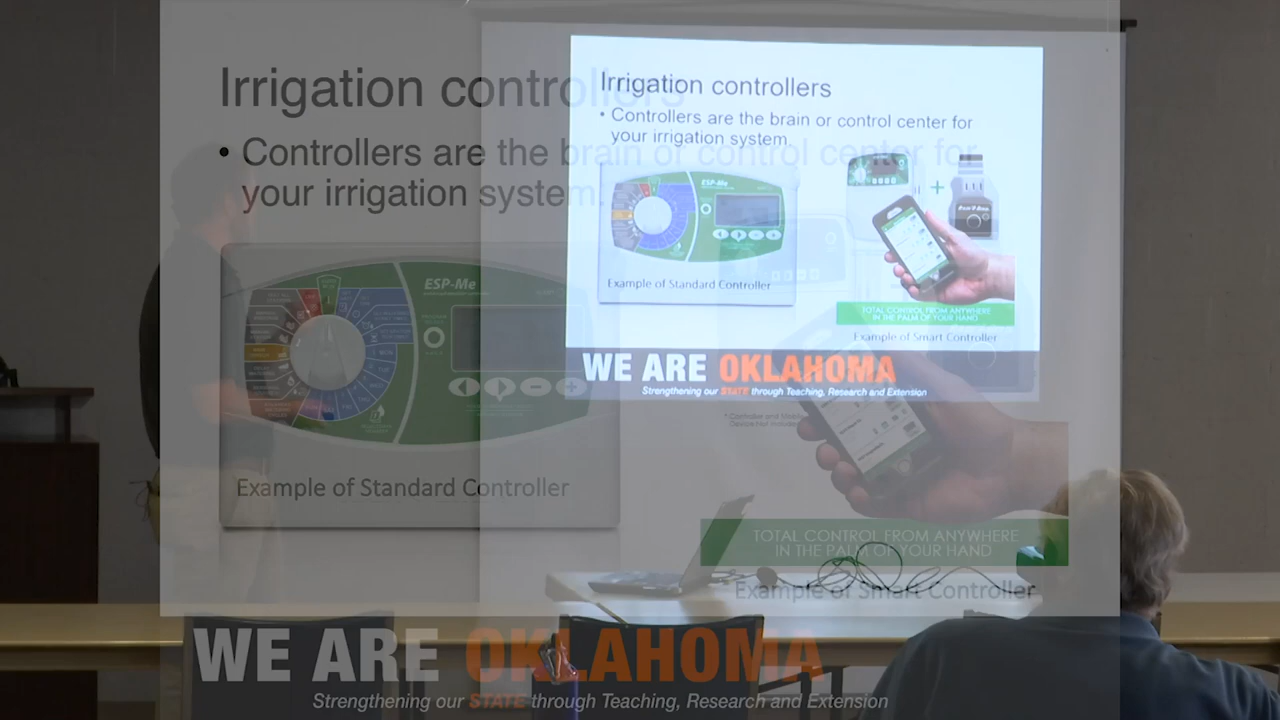 Irrigation controllers
• Controllers are the brain or control center for
your irrigation system.
ESP-Me
Example of Standard Controller
TOTAL CONTROL FROM ANYWHERE
IN THE PALM OF YOUR HAND
Example of Smart Controller
WE ARE OKLAHOMA
Strengthening our STATE through Teaching, Research and Extension
Irrigation controllers
• Controllers are the brain or control center for
your irrigation system.
ESP-Me
+
Example of Standard Controller
TOTAL CONTROL FROM ANYWHERE
IN THE PALM OF YOUR HAND
Example of Smart Controller
WE ARE OKLAHOMA
Strengthening our STATE through Teaching, Research and Extension